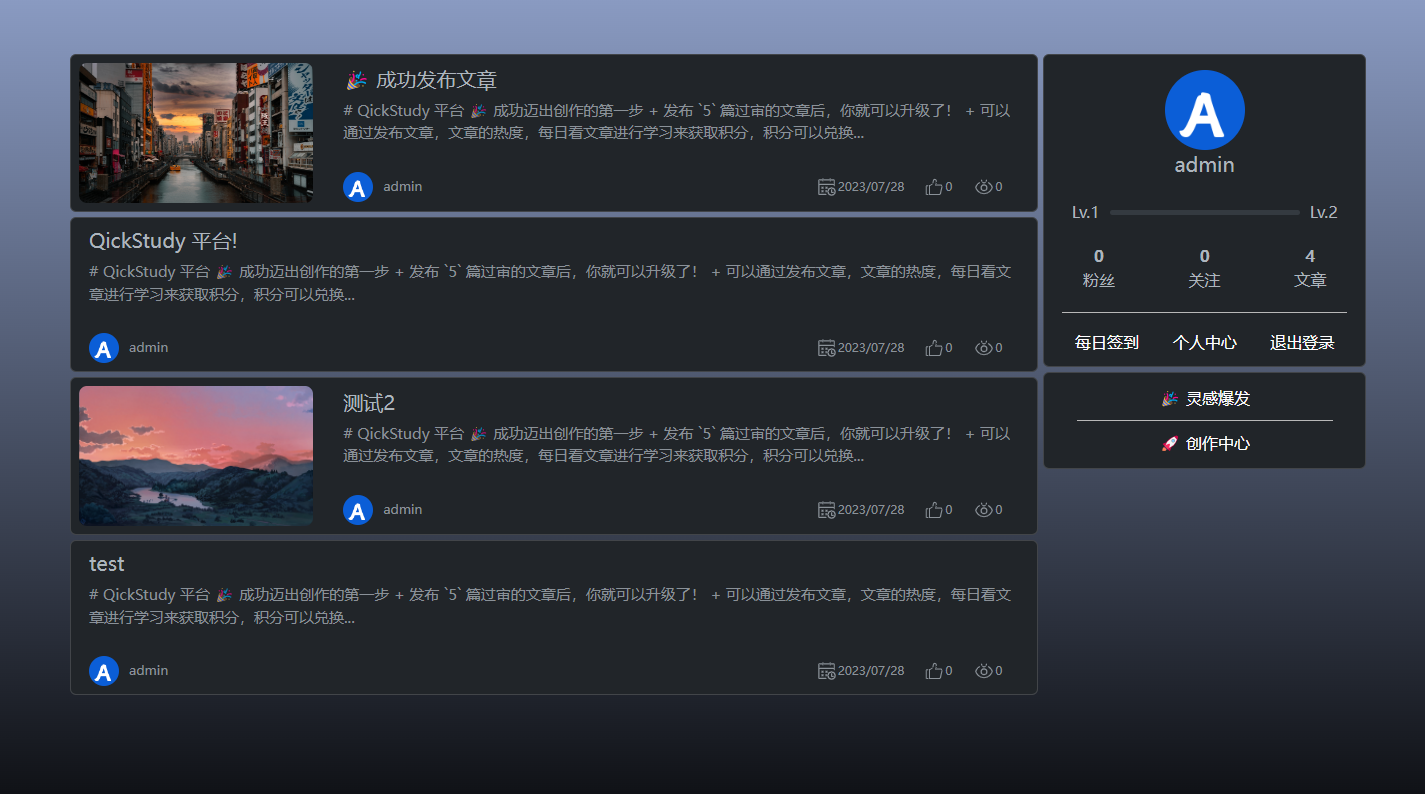 🎉 成功发布文章
# QickStudy 平台 🎉 成功迈出创作的第一步 + 发布 `5` 篇过审的文章后，你就可以升级了！ + 可以
通过发布文章，文章的热度，每日看文章进行学习来获取积分，积分可以兑换...
A admin 2023/07/28 0 0
QickStudy 平台!
# QickStudy 平台 🎉 成功迈出创作的第一步 + 发布 `5` 篇过审的文章后，你就可以升级了！ + 可以通过发布文章，文章的热度，每日看文
章进行学习来获取积分，积分可以兑换...
A admin 2023/07/28 0 0
测试2
# QickStudy 平台 🎉 成功迈出创作的第一步 + 发布 `5` 篇过审的文章后，你就可以升级了！ + 可以
通过发布文章，文章的热度，每日看文章进行学习来获取积分，积分可以兑换...
A admin 2023/07/28 0 0
test
# QickStudy 平台 🎉 成功迈出创作的第一步 + 发布 `5` 篇过审的文章后，你就可以升级了！ + 可以通过发布文章，文章的热度，每日看文
章进行学习来获取积分，积分可以兑换...
A admin 2023/07/28 0 0
A
admin
Lv.1 Lv.2
0 0 4
粉丝 关注 文章
每日签到 个人中心 退出登录
🎉 灵感爆发
🚀 创作中心